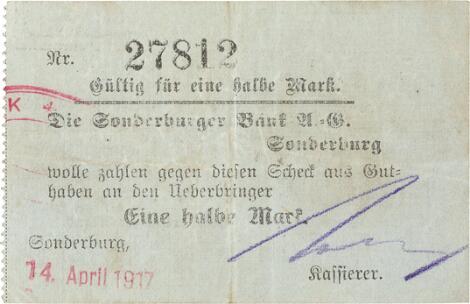 Nr. 27812
Gültig für eine halbe Mark.
K 4.
Die Sonderburger Bank A.-G.
Sonderburg
wolle zahlen gegen diesen Scheck aus Gut-
haben an den Ueberbringer
Eine halbe Mark.
Sonderburg,
14. April 1917
Kassierer.